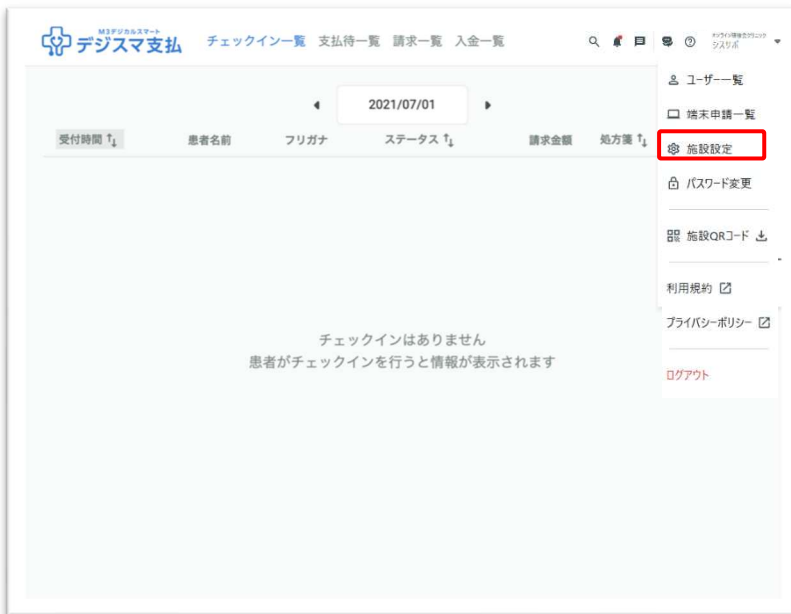 M3デジカルスマート
デジスマ支払
チェックイン一覧 支払待一覧 請求一覧 入金一覧
シスサポ
ユーザー一覧
端末申請一覧
施設設定
パスワード変更
施設QRコード
利用規約
プライバシーポリシー
ログアウト
2021/07/01
受付時間 患者名前 フリガナ ステータス 請求金額 処方箋
チェックインはありません
患者がチェックインを行うと情報が表示されます